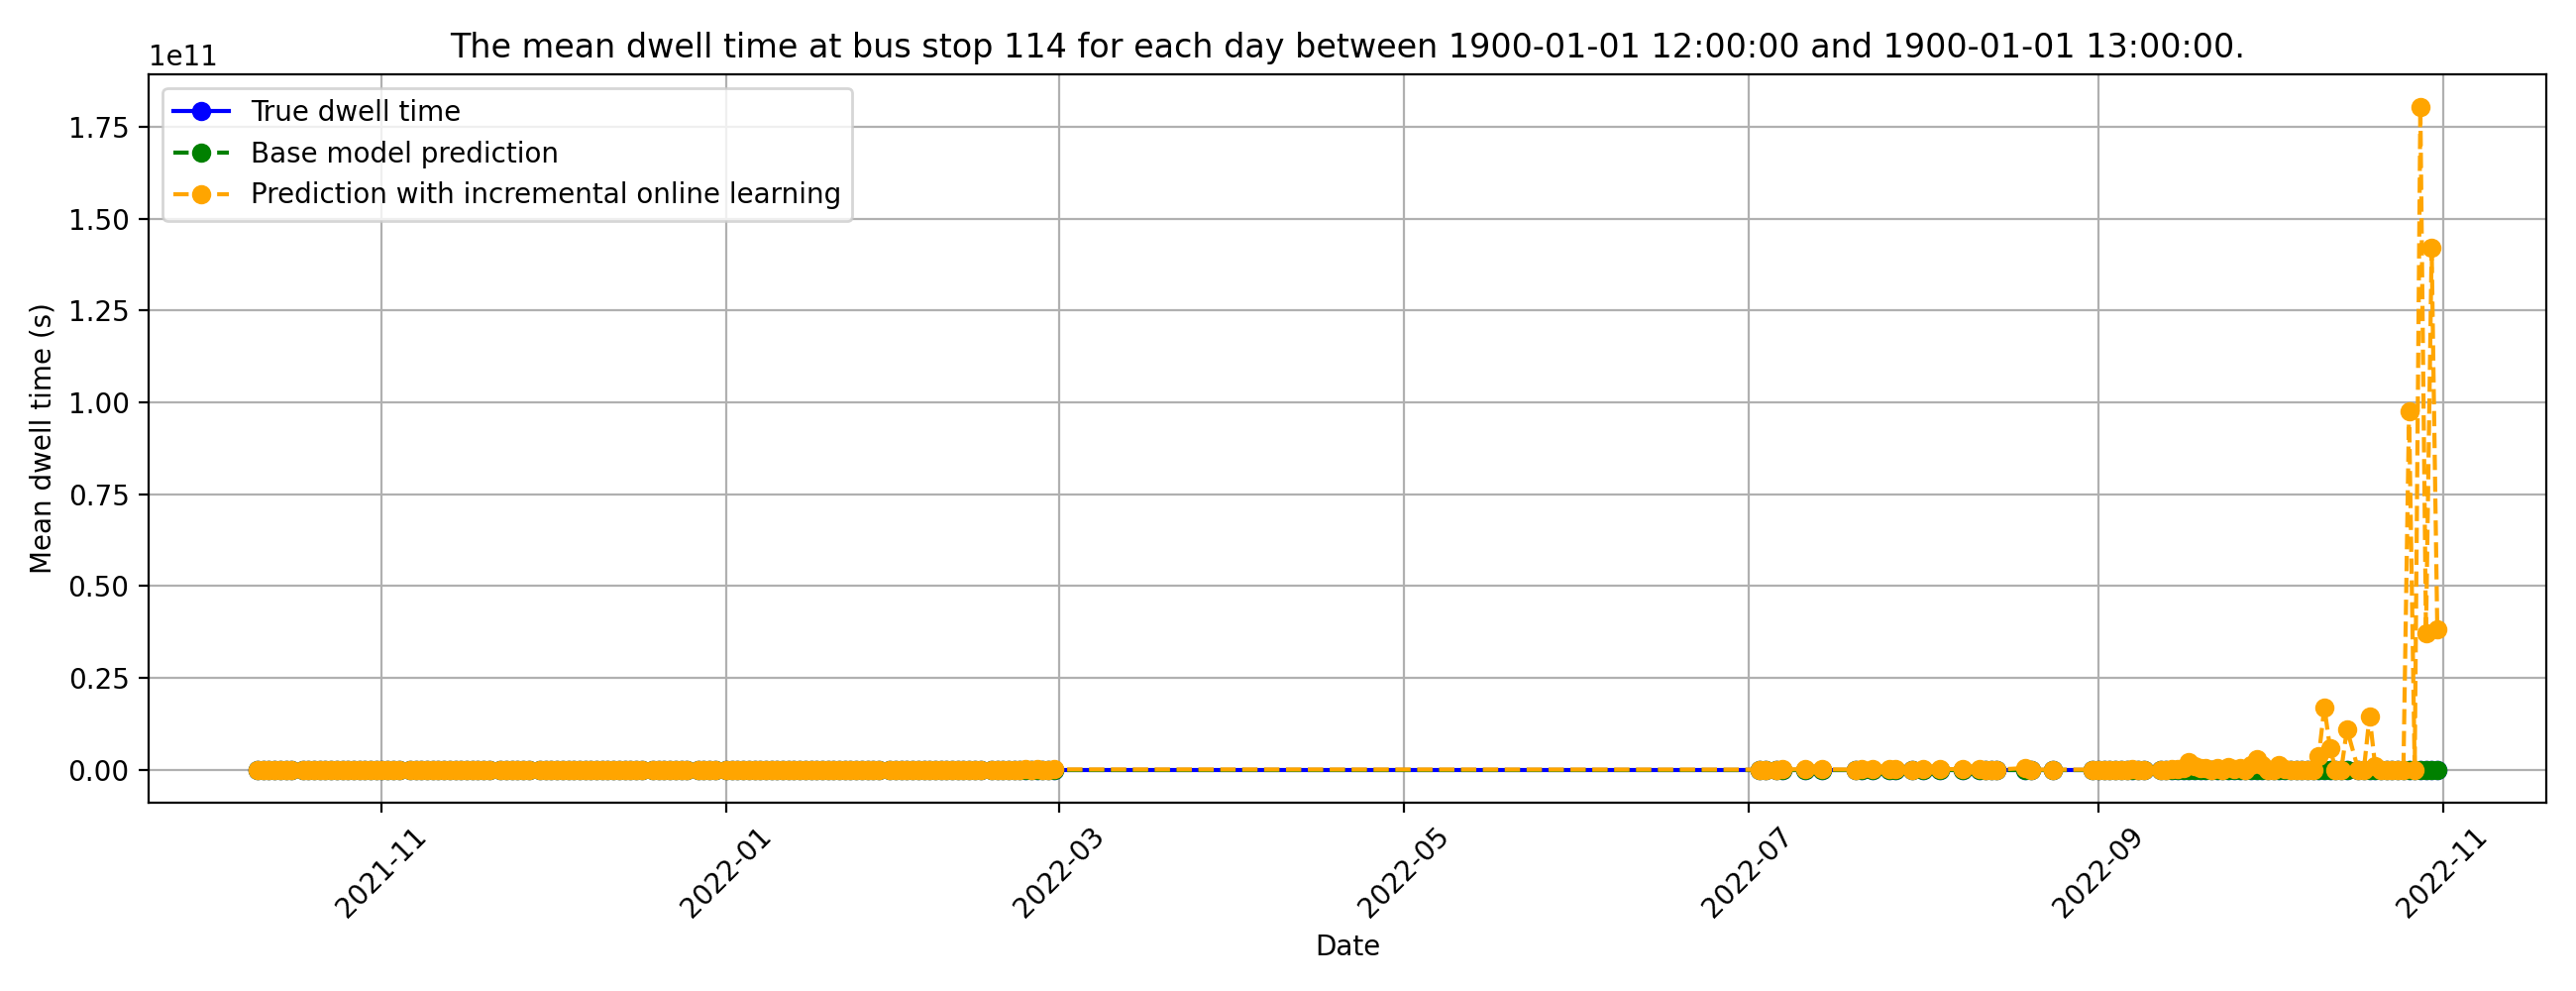 The mean dwell time at bus stop 114 for each day between 1900-01-01 12:00:00 and 1900-01-01 13:00:00.
1e11
True dwell time
Base model prediction
Prediction with incremental online learning
1.75
1.50
1.25
1.00
0.75
0.50
0.25
0.00
Mean dwell time (s)
2021-11
2022-01
2022-03
2022-05
2022-07
2022-09
2022-11
Date